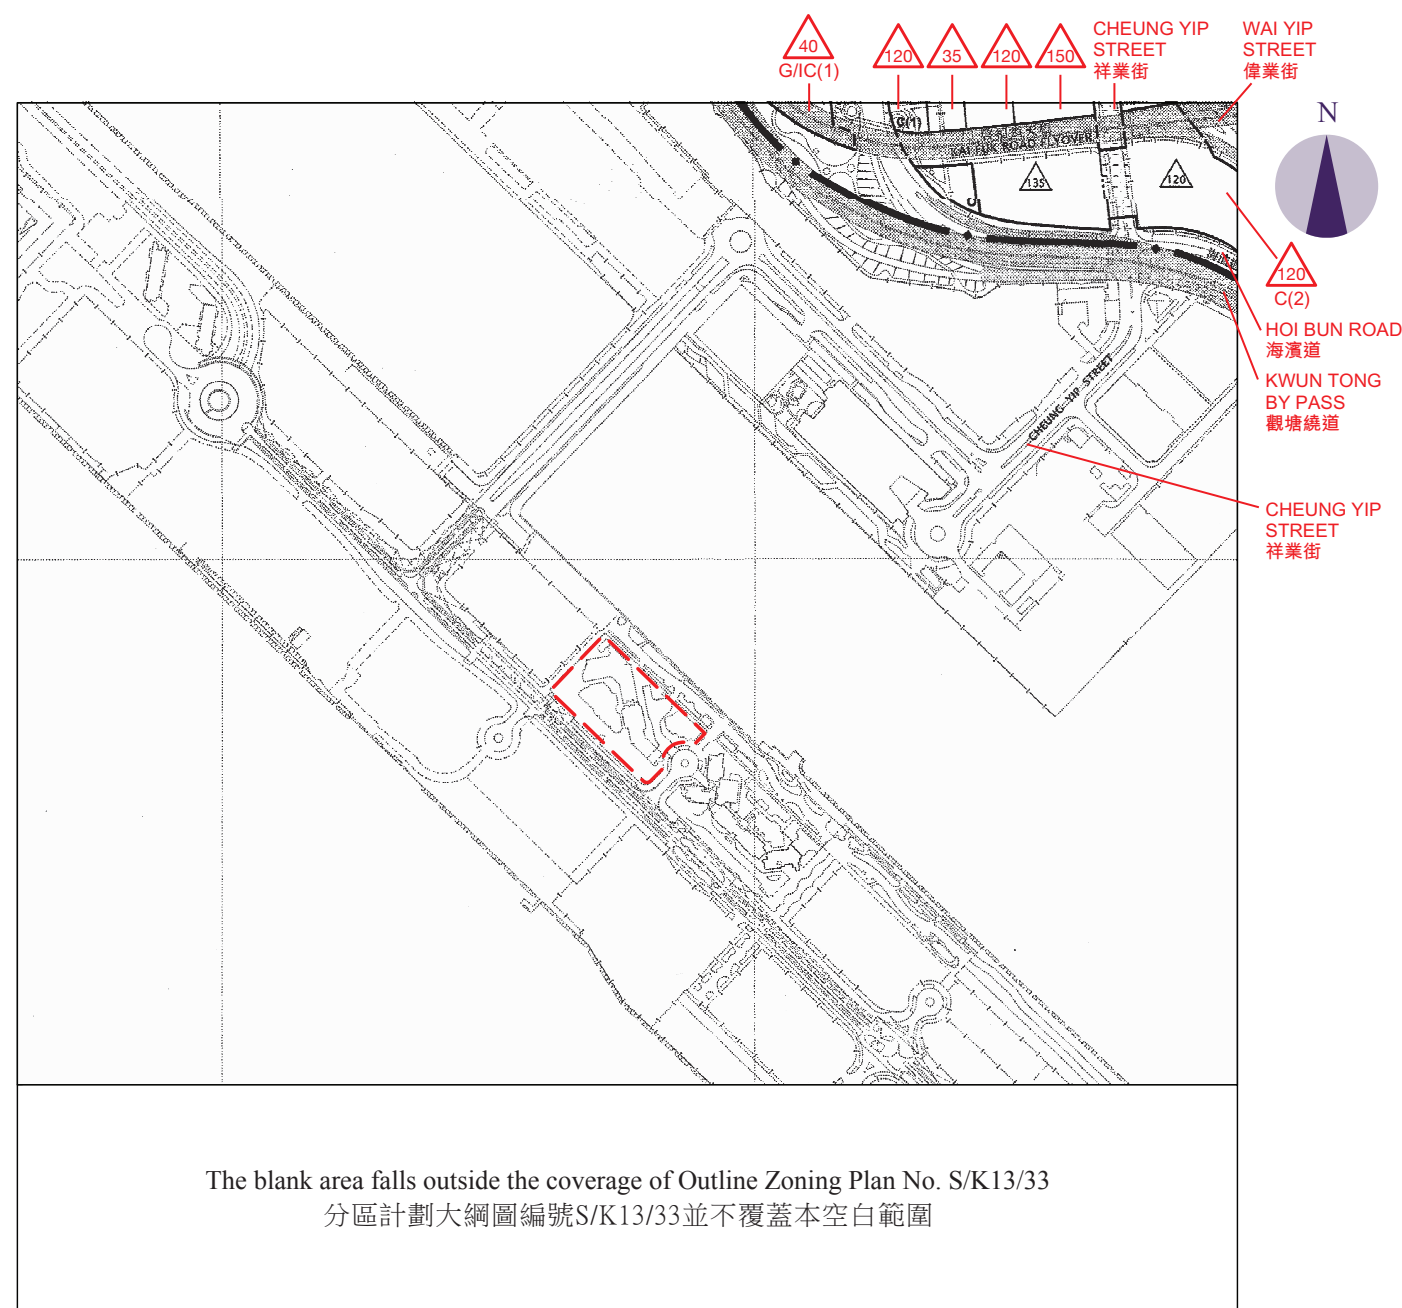 40
G/IC(1)
120
35
120
150
CHEUNG YIP
STREET
祥業街
WAI YIP
STREET
偉業街
N
C(1)
KAI FUK ROAD FLYOVER
135
120
C
120
C(2)
HOI BUN ROAD
海濱道
KWUN TONG
BY PASS
觀塘繞道
CHEUNG YIP STREET
CHEUNG YIP
STREET
祥業街
The blank area falls outside the coverage of Outline Zoning Plan No. S/K13/33
分區計劃大綱圖編號S/K13/33並不覆蓋本空白範圍